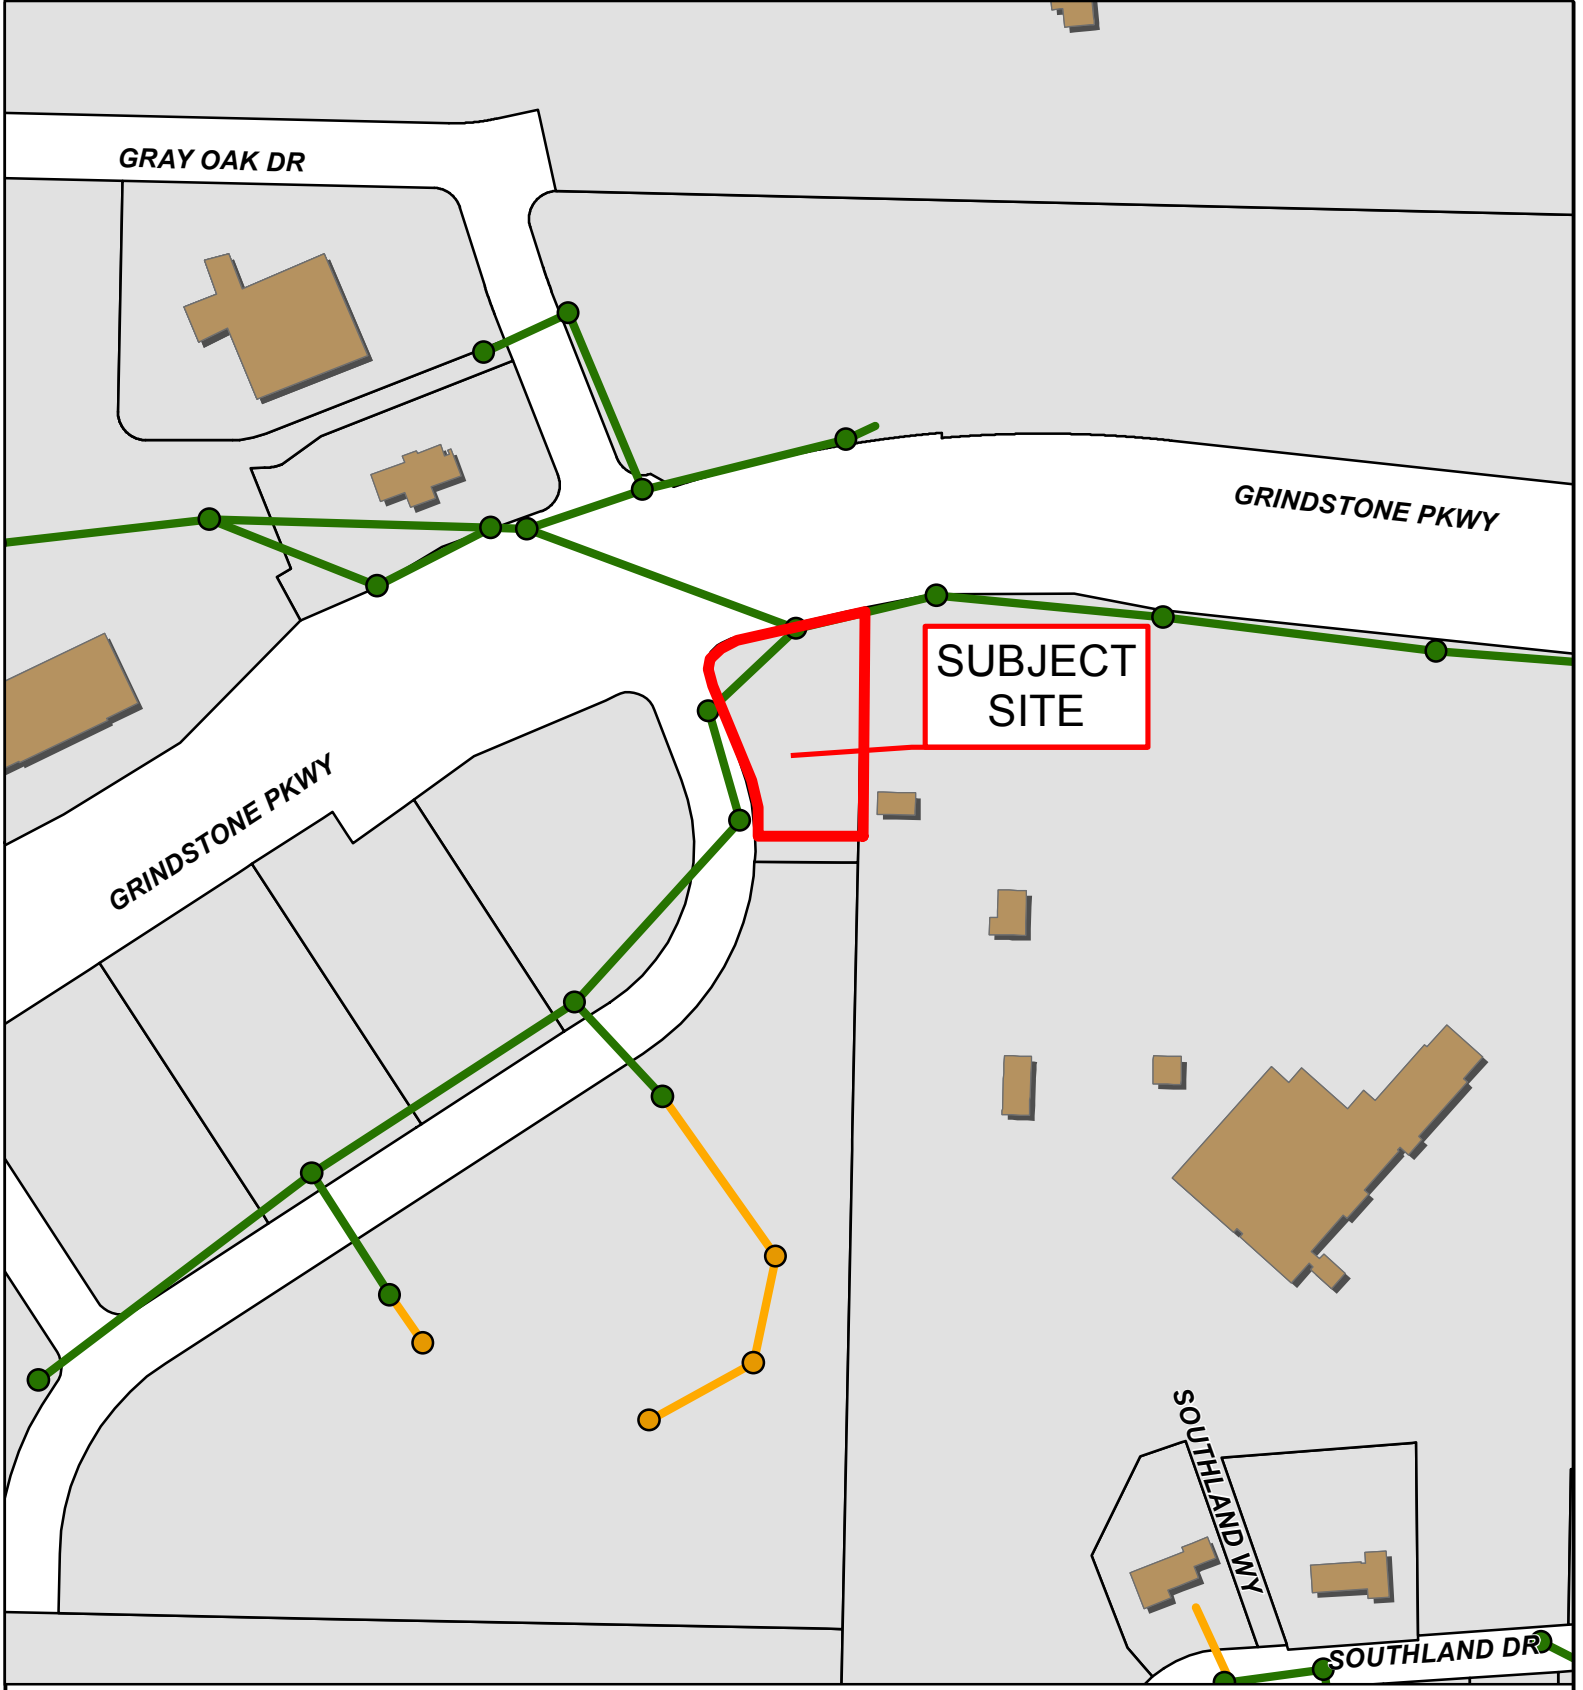 GRAY OAK DR
GRINDSTONE PKWY
SUBJECT
SITE
GRINDSTONE PKWY
SOUTHLAND WY
SOUTHLAND DR